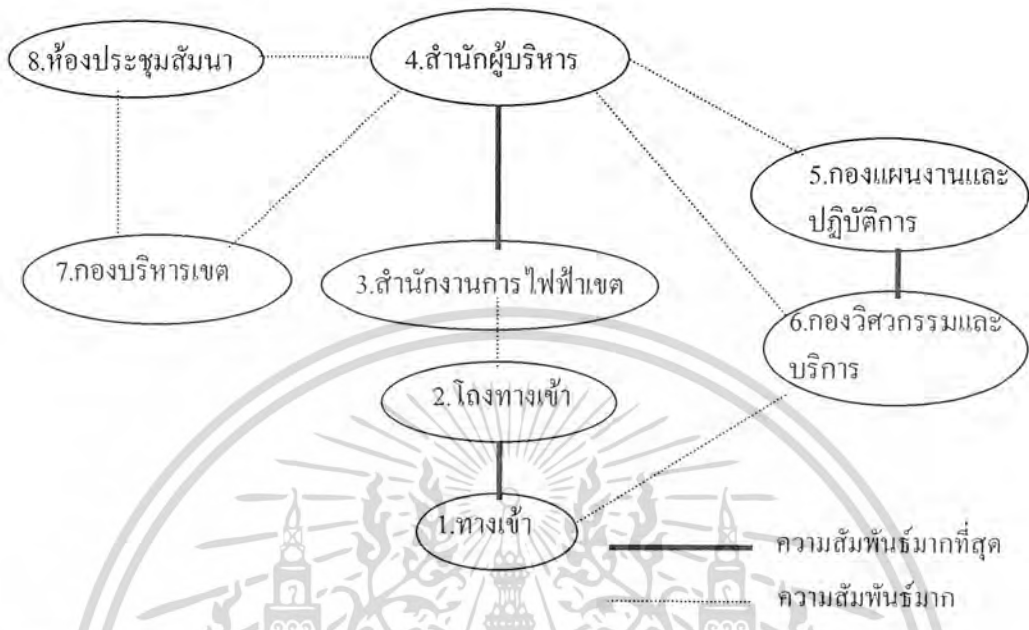 8.ห้องประชุมสัมนา
4.สำนักผู้บริหาร
5.กองแผนงานและ
ปฏิบัติการ
7.กองบริหารเขต
3.สำนักงานการไฟฟ้าเขต
6.กองวิศวกรรมและ
บริการ
2.โถงทางเข้า
1.ทางเข้า
ความสัมพันธ์มากที่สุด
ความสัมพันธ์มาก